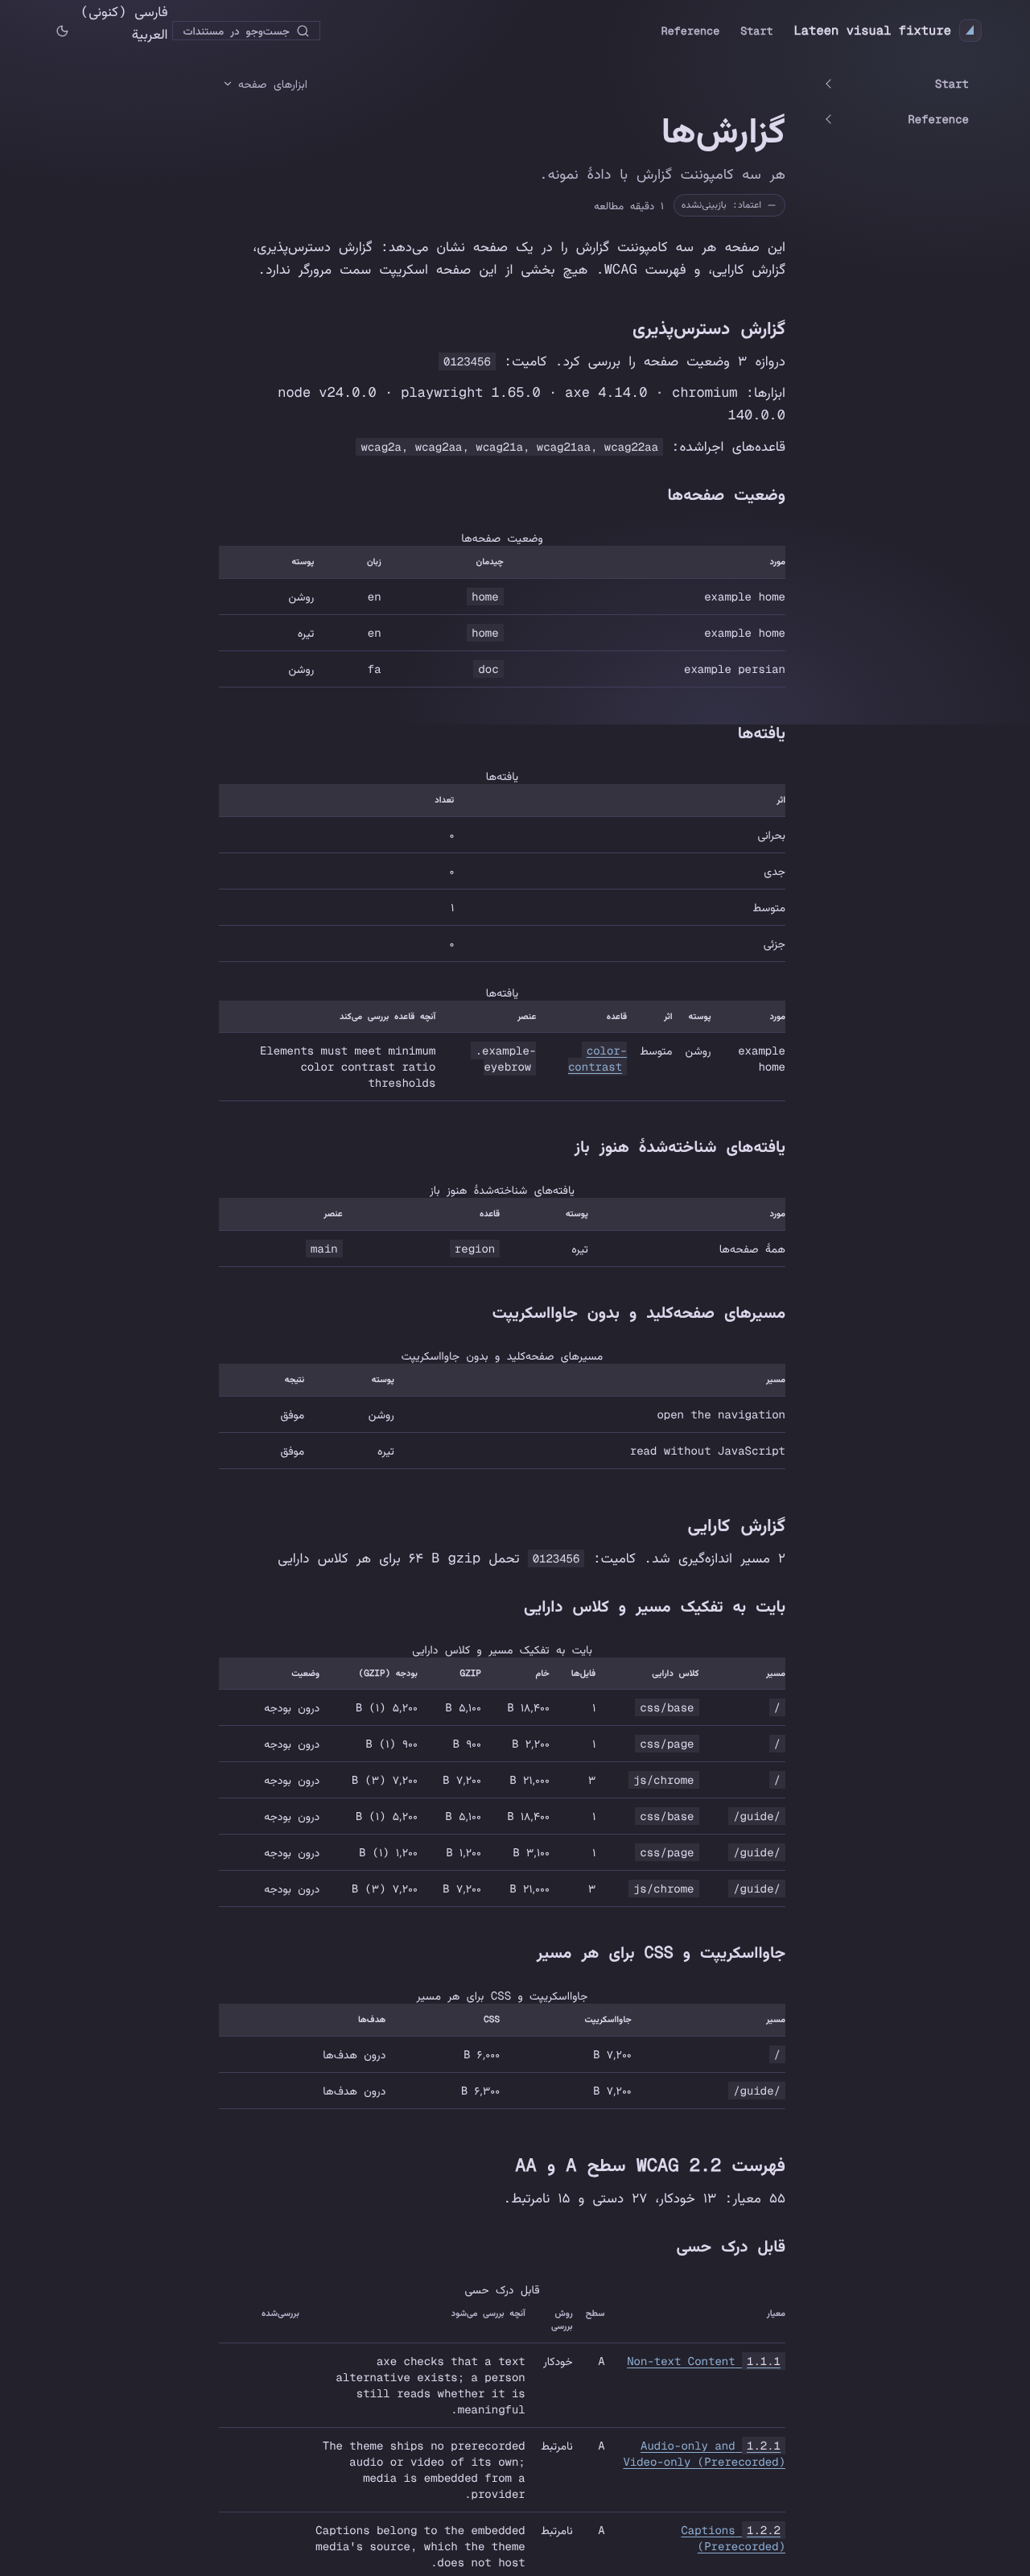 Lateen visual fixture
Start
Reference
جست‌وجو در مستندات
فارسی (کنونی)
العربية
Start
Reference
ابزارهای صفحه
گزارش‌ها
هر سه کامپوننت گزارش با دادهٔ نمونه.
— اعتماد: بازبینی‌نشده
۱ دقیقه مطالعه
این صفحه هر سه کامپوننت گزارش را در یک صفحه نشان می‌دهد: گزارش دسترس‌پذیری،
گزارش کارایی، و فهرست WCAG. هیچ بخشی از این صفحه اسکریپت سمت مرورگر ندارد.
گزارش دسترس‌پذیری
دروازه ۳ وضعیت صفحه را بررسی کرد. کامیت: 0123456
ابزارها: node v24.0.0 · playwright 1.65.0 · axe 4.14.0 · chromium
140.0.0
قاعده‌های اجراشده: wcag2a, wcag2aa, wcag21a, wcag21aa, wcag22aa
وضعیت صفحه‌ها
وضعیت صفحه‌ها
مورد چیدمان زبان پوسته
example home home en روشن
example home home en تیره
example persian doc fa روشن
یافته‌ها
یافته‌ها
اثر تعداد
بحرانی ۰
جدی ۰
متوسط ۱
جزئی ۰
یافته‌ها
مورد پوسته اثر قاعده عنصر آنچه قاعده بررسی می‌کند
example روشن متوسط color- .example- Elements must meet minimum
home contrast eyebrow color contrast ratio
thresholds
یافته‌های شناخته‌شدهٔ هنوز باز
یافته‌های شناخته‌شدهٔ هنوز باز
مورد پوسته قاعده عنصر
همهٔ صفحه‌ها تیره region main
مسیرهای صفحه‌کلید و بدون جاوااسکریپت
مسیرهای صفحه‌کلید و بدون جاوااسکریپت
مسیر پوسته نتیجه
open the navigation روشن موفق
read without JavaScript تیره موفق
گزارش کارایی
۲ مسیر اندازه‌گیری شد. کامیت: 0123456 تحمل ۶۴ B gzip برای هر کلاس دارایی
بایت به تفکیک مسیر و کلاس دارایی
بایت به تفکیک مسیر و کلاس دارایی
مسیر کلاس دارایی فایل‌ها خام GZIP بودجه (GZIP) وضعیت
/ css/base ۱ ۱۸٬۴۰۰ B ۵٬۱۰۰ B ۵٬۲۰۰ B (۱) درون بودجه
/ css/page ۱ ۲٬۲۰۰ B ۹۰۰ B ۹۰۰ B (۱) درون بودجه
/ js/chrome ۳ ۲۱٬۰۰۰ B ۷٬۲۰۰ B ۷٬۲۰۰ B (۳) درون بودجه
/guide/ css/base ۱ ۱۸٬۴۰۰ B ۵٬۱۰۰ B ۵٬۲۰۰ B (۱) درون بودجه
/guide/ css/page ۱ ۳٬۱۰۰ B ۱٬۲۰۰ B ۱٬۲۰۰ B (۱) درون بودجه
/guide/ js/chrome ۳ ۲۱٬۰۰۰ B ۷٬۲۰۰ B ۷٬۲۰۰ B (۳) درون بودجه
جاوااسکریپت و CSS برای هر مسیر
جاوااسکریپت و CSS برای هر مسیر
مسیر جاوااسکریپت CSS هدف‌ها
/ ۷٬۲۰۰ B ۶٬۰۰۰ B درون هدف‌ها
/guide/ ۷٬۲۰۰ B ۶٬۳۰۰ B درون هدف‌ها
فهرست WCAG 2.2 سطح A و AA
۵۵ معیار: ۱۳ خودکار، ۲۷ دستی و ۱۵ نامرتبط.
قابل درک حسی
قابل درک حسی
معیار سطح روش آنچه بررسی می‌شود بررسی‌شده
بررسی
1.1.1 Non-text Content A خودکار axe checks that a text
alternative exists; a person
still reads whether it is
meaningful.
1.2.1 Audio-only and A نامرتبط The theme ships no prerecorded
Video-only (Prerecorded) audio or video of its own;
media is embedded from a
provider.
1.2.2 Captions A نامرتبط Captions belong to the embedded
(Prerecorded) media's source, which the theme
does not host.